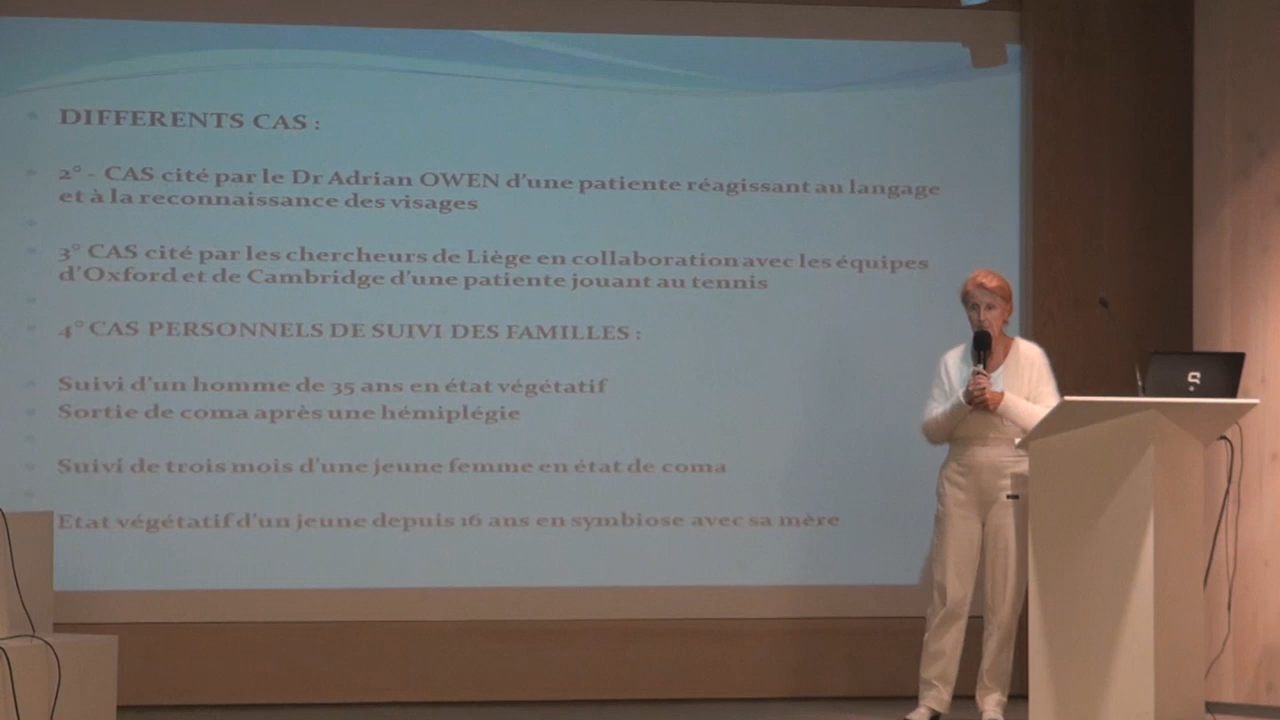 DIFFERENTS CAS :
2° - CAS cité par le Dr Adrian OWEN d'une patiente réagissant au langage
et à la reconnaissance des visages
3° CAS cité par les chercheurs de Liège en collaboration avec les équipes
d'Oxford et de Cambridge d'une patiente jouant au tennis
4° CAS PERSONNELS DE SUIVI DES FAMILLES :
Suivi d'un homme de 35 ans en état végétatif
Sortie de coma après une hémiplégie
Suivi de trois mois d'une jeune femme en état de coma
Etat végétatif d'un jeune depuis 16 ans en symbiose avec sa mère